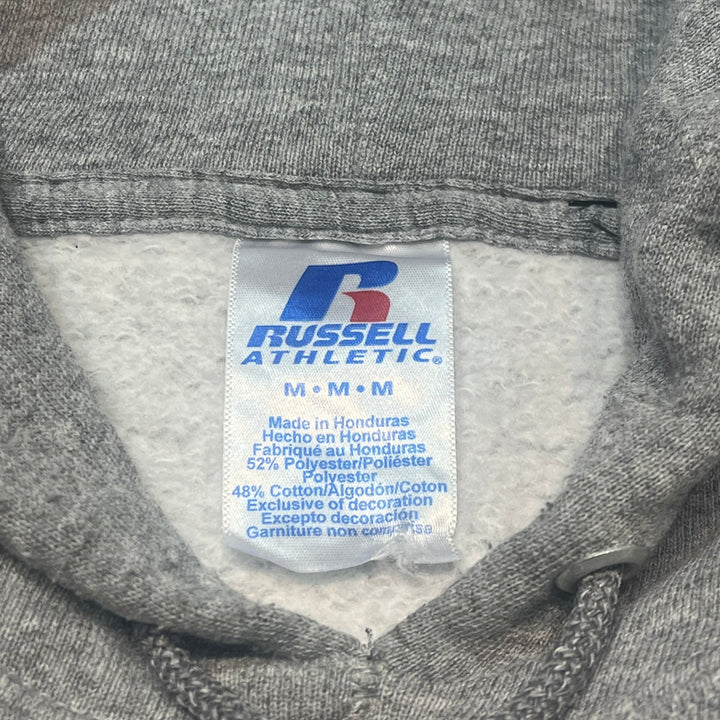 RUSSELL
ATHLETIC®
M • M • M
Made in Honduras
Hecho en Honduras
Fabriqué au Honduras
52% Polyester/Poliéster
Polyester
48% Cotton/Algodón/Coton
Exclusive of decoration
Excepto decoración
Garniture non comprise